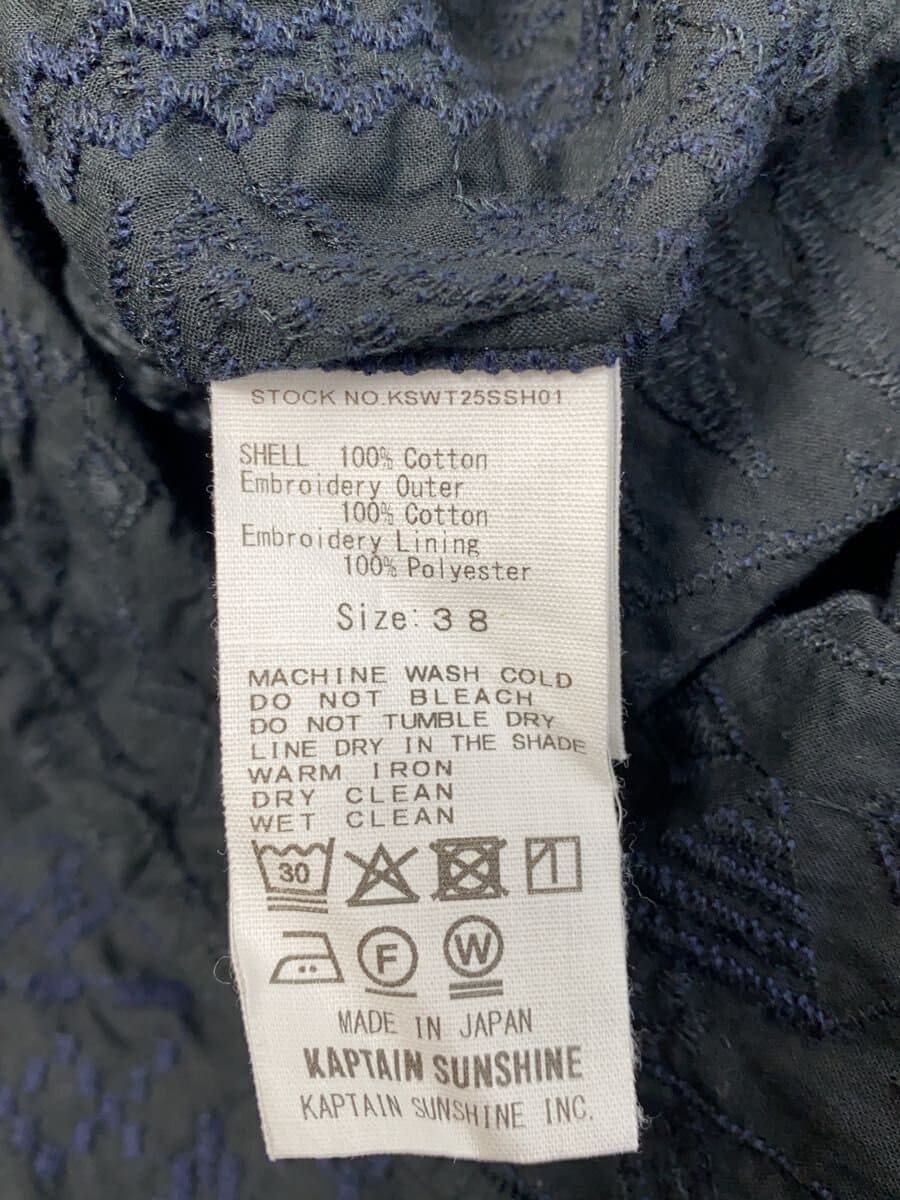 STOCK NO.KSWT25SSH01
SHELL 100% Cotton
Embroidery Outer
100% Cotton
Embroidery Lining
100% Polyester
Size: 38
MACHINE WASH COLD
DO NOT BLEACH
DO NOT TUMBLE DRY
LINE DRY IN THE SHADE
WARM IRON
DRY CLEAN
WET CLEAN
30
F W
MADE IN JAPAN
KAPTAIN SUNSHINE
KAPTAIN SUNSHINE INC.